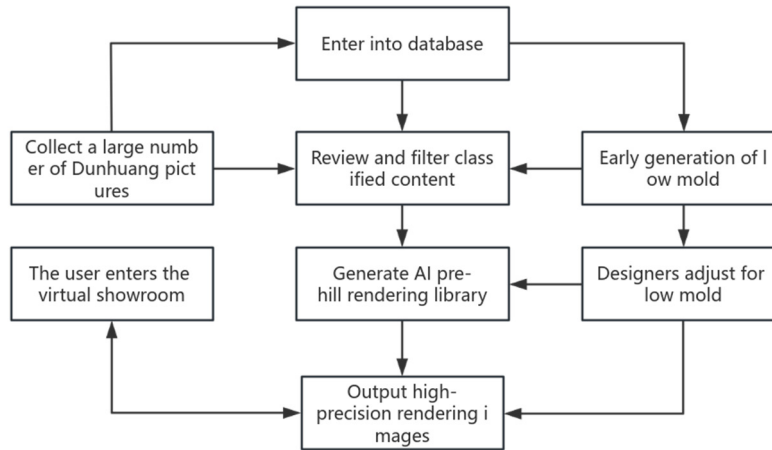 Enter into database
Collect a large numb
er of Dunhuang pict
ures
Review and filter class
ified content
Early generation of l
ow mold
The user enters the
virtual showroom
Generate AI pre-
hill rendering library
Designers adjust for
low mold
Output high-
precision rendering i
mages